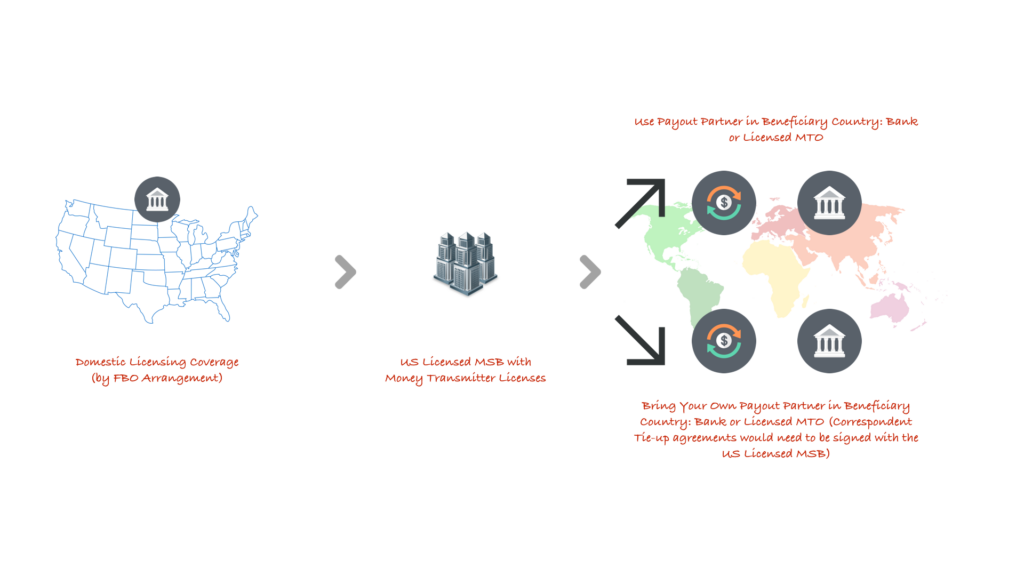 Use Payout Partner in Beneficiary Country: Bank
or Licensed MTO
$
$
Domestic Licensing Coverage
(by FBO Arrangement)
US Licensed MSB with
Money Transmitter Licenses
Bring Your Own Payout Partner in Beneficiary
Country: Bank or Licensed MTO (Correspondent
Tie-up agreements would need to be signed with the
US Licensed MSB)